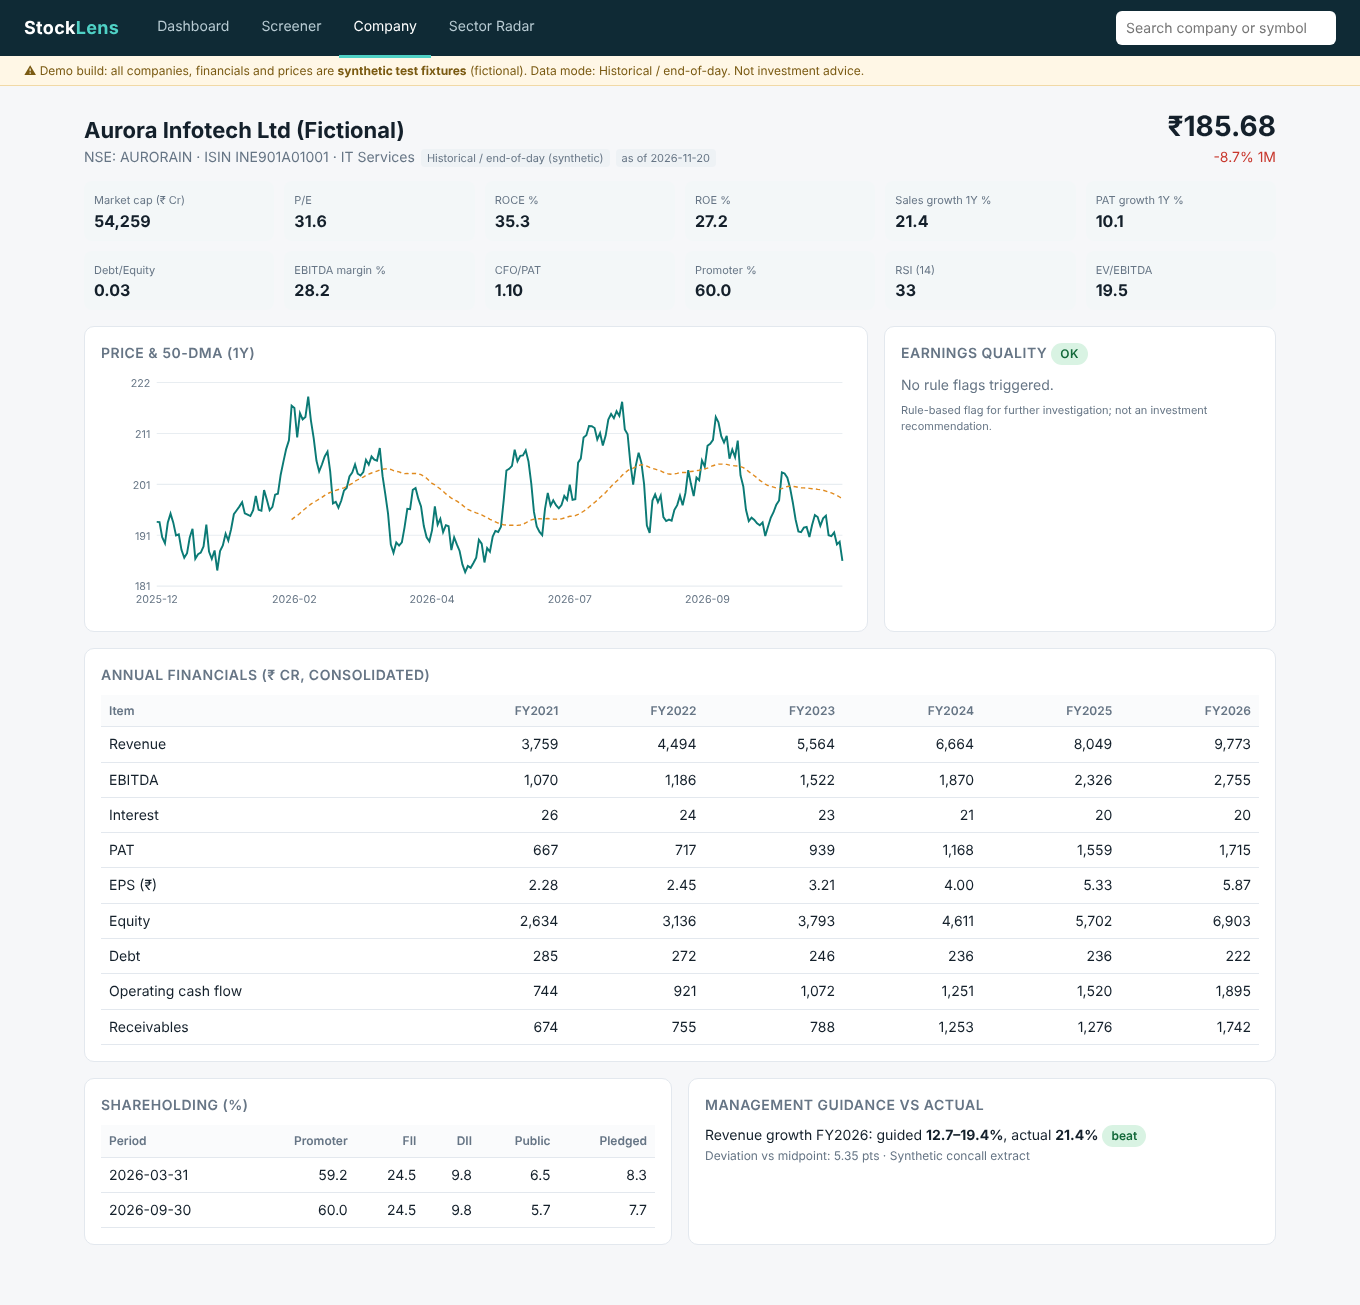 StockLens Dashboard Screener Company Sector Radar Search company or symbol
⚠ Demo build: all companies, financials and prices are synthetic test fixtures (fictional). Data mode: Historical / end-of-day. Not investment advice.
Aurora Infotech Ltd (Fictional) ₹185.68
NSE: AURORAIN · ISIN INE901A01001 · IT Services Historical / end-of-day (synthetic) as of 2026-11-20 -8.7% 1M
Market cap (₹ Cr) P/E ROCE % ROE % Sales growth 1Y % PAT growth 1Y %
54,259 31.6 35.3 27.2 21.4 10.1
Debt/Equity EBITDA margin % CFO/PAT Promoter % RSI (14) EV/EBITDA
0.03 28.2 1.10 60.0 33 19.5
PRICE & 50-DMA (1Y)
222
211
201
191
181
2025-12 2026-02 2026-04 2026-07 2026-09
EARNINGS QUALITY OK
No rule flags triggered.
Rule-based flag for further investigation; not an investment
recommendation.
ANNUAL FINANCIALS (₹ CR, CONSOLIDATED)
Item FY2021 FY2022 FY2023 FY2024 FY2025 FY2026
Revenue 3,759 4,494 5,564 6,664 8,049 9,773
EBITDA 1,070 1,186 1,522 1,870 2,326 2,755
Interest 26 24 23 21 20 20
PAT 667 717 939 1,168 1,559 1,715
EPS (₹) 2.28 2.45 3.21 4.00 5.33 5.87
Equity 2,634 3,136 3,793 4,611 5,702 6,903
Debt 285 272 246 236 236 222
Operating cash flow 744 921 1,072 1,251 1,520 1,895
Receivables 674 755 788 1,253 1,276 1,742
SHAREHOLDING (%)
Period Promoter FII DII Public Pledged
2026-03-31 59.2 24.5 9.8 6.5 8.3
2026-09-30 60.0 24.5 9.8 5.7 7.7
MANAGEMENT GUIDANCE VS ACTUAL
Revenue growth FY2026: guided 12.7–19.4%, actual 21.4% beat
Deviation vs midpoint: 5.35 pts · Synthetic concall extract